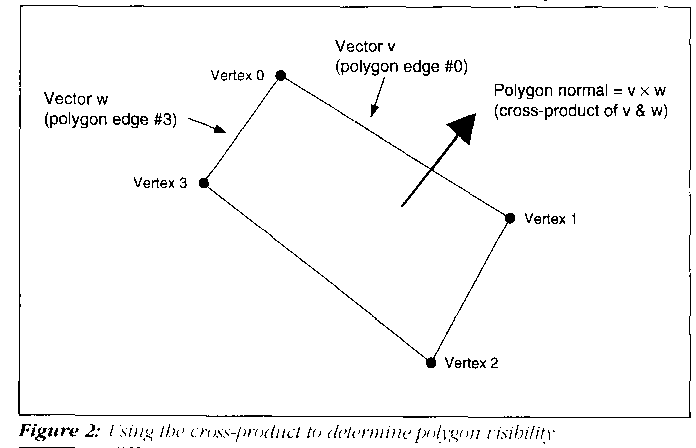 Vector v
(polygon edge #0)
Vertex 0
Polygon normal = v × w
(cross-product of v & w)
Vector w
(polygon edge #3)
Vertex 3
Vertex 1
Vertex 2
Figure 2: Using the cross-product to determine polygon visibility